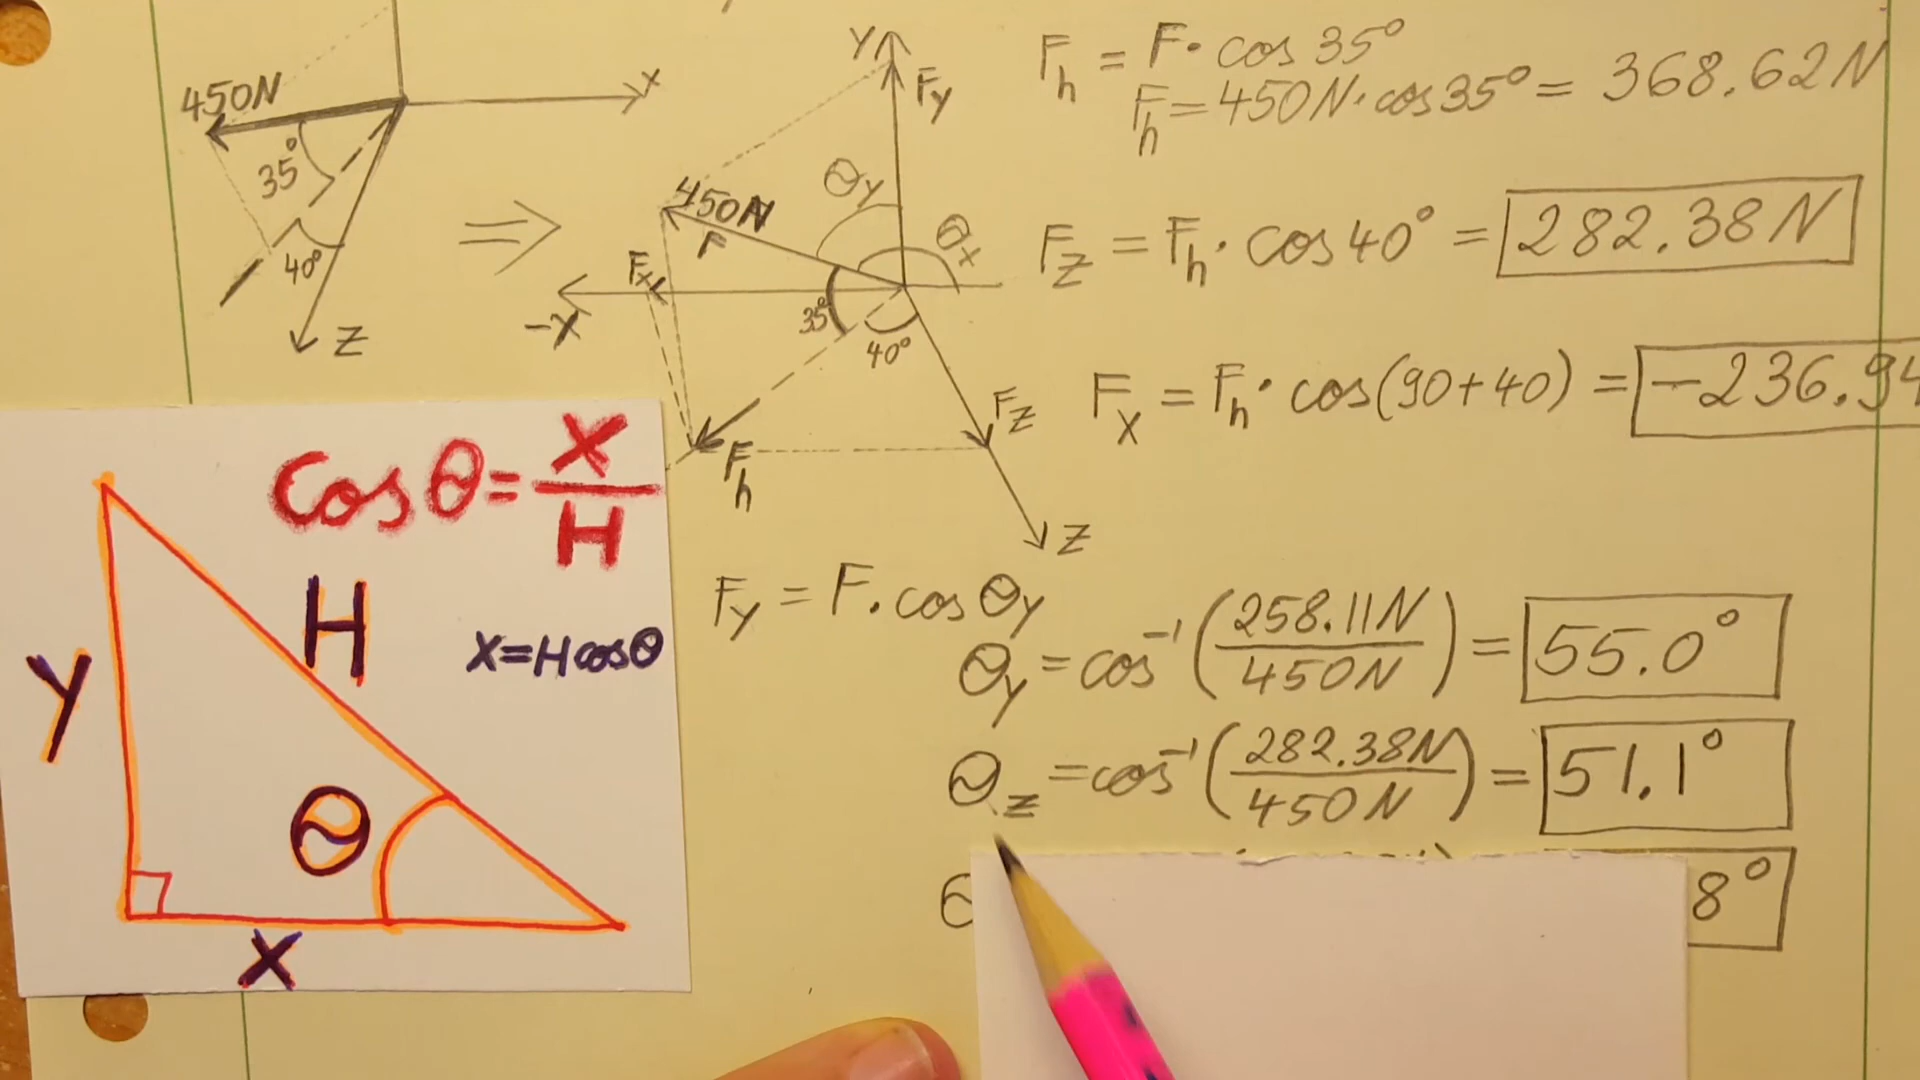 450N
X
35°
40°
Z
Y
Fy
θy
θx
450N
F
Fx
-X
35°
40°
Fz
Fh
Z
Fh = F · cos 35°
Fh = 450N · cos 35° = 368.62N
Fz = Fh · cos 40° = 282.38N
Fx = Fh · cos(90+40) = -236.94
Fy = F · cos θy
θy = cos⁻¹ (258.11N / 450N) = 55.0°
θz = cos⁻¹ (282.38N / 450N) = 51.1°
8°
cos θ = X / H
H
X = H cos θ
y
θ
X